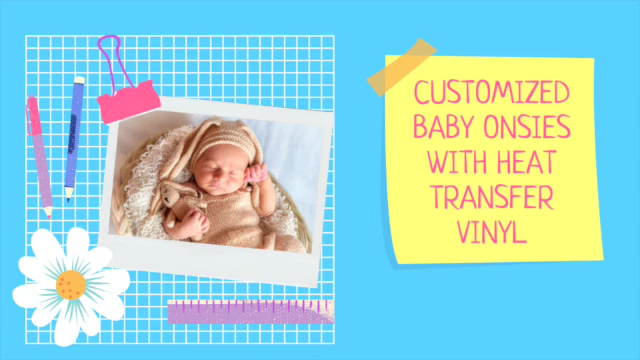 CUSTOMIZED
BABY ONSIES
WITH HEAT
TRANSFER
VINYL